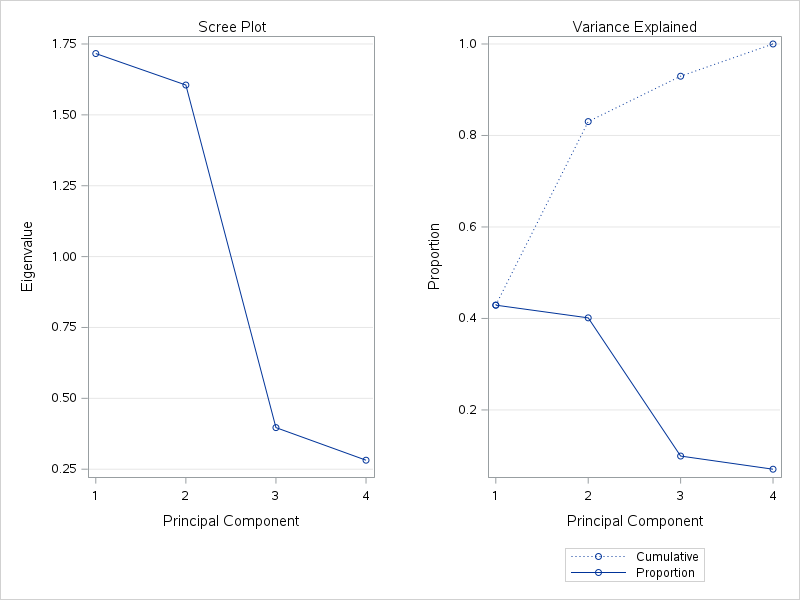 Scree Plot
1.75
1.50
1.25
1.00
0.75
0.50
0.25
Eigenvalue
1 2 3 4
Principal Component
Variance Explained
1.0
0.8
0.6
0.4
0.2
Proportion
1 2 3 4
Principal Component
Cumulative
Proportion